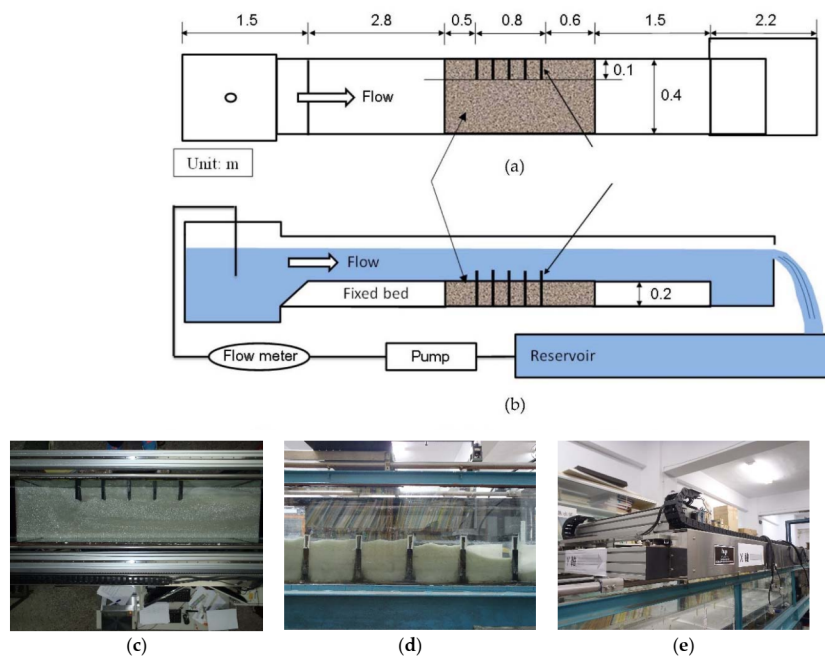 1.5 2.8 0.5 0.8 0.6 1.5 2.2
0.1
Flow
0.4
Unit: m
(a)
Flow
Fixed bed
0.2
Flow meter
Pump
Reservoir
(b)
(c) (d) (e)